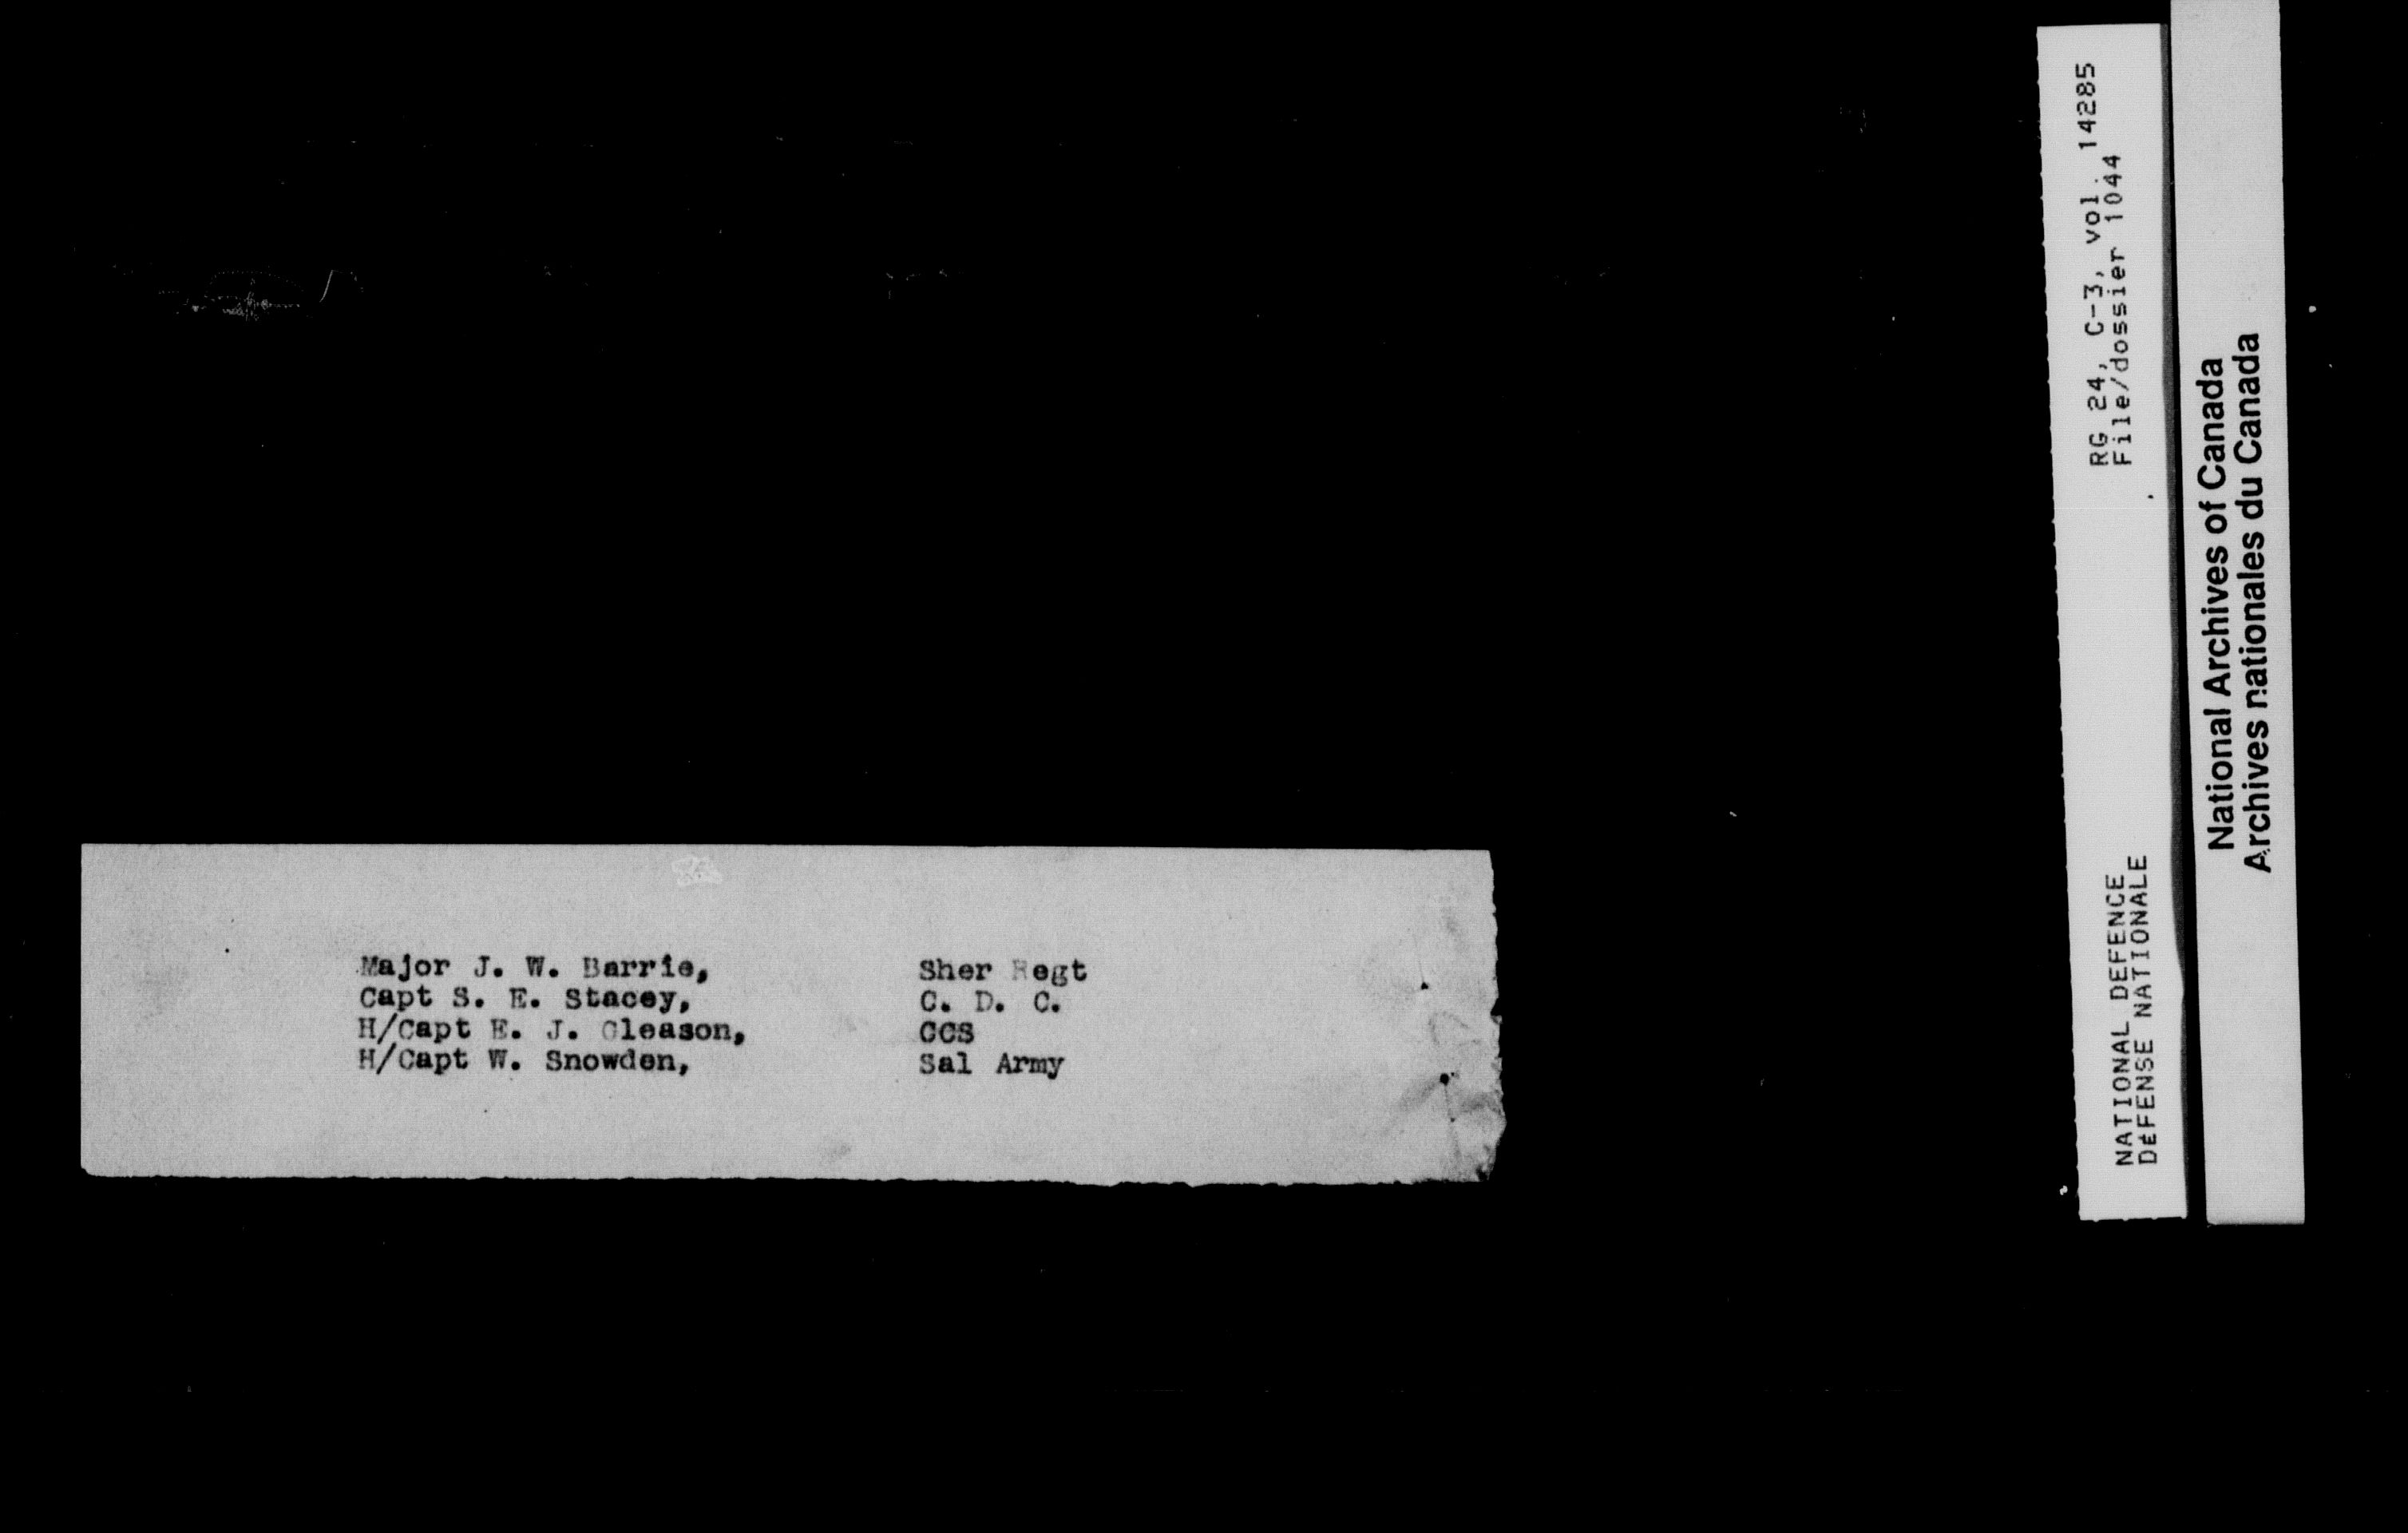 Major J. W. Barrie, Sher Regt
Capt S. E. Stacey, C. D. C.
H/Capt E. J. Gleason, CCS
H/Capt W. Snowden, Sal Army
NATIONAL DEFENCE RG 24, C-3, vol. 14285
DéFENSE NATIONALE File/dossier 1044
National Archives of Canada
Archives nationales du Canada